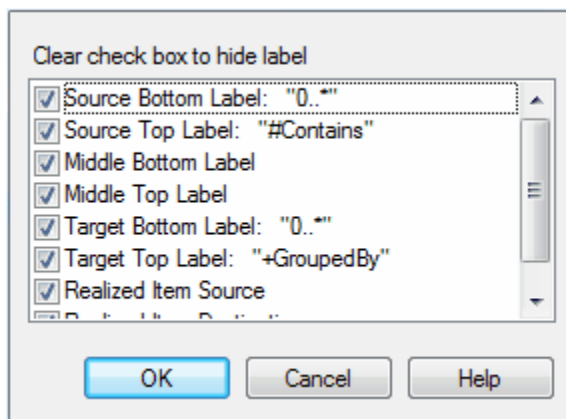 Clear check box to hide label
Source Bottom Label: "0..*"
Source Top Label: "#Contains"
Middle Bottom Label
Middle Top Label
Target Bottom Label: "0..*"
Target Top Label: "+GroupedBy"
Realized Item Source
OK Cancel Help